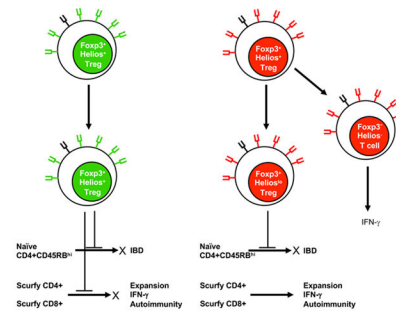 Foxp3⁺
Helios⁺
Treg
Foxp3⁺
Helios⁺
Treg
Foxp3⁻
Helios⁻
T cell
Foxp3⁺
Helios⁺
Treg
Foxp3⁺
Heliosˡᵒ
Treg
IFN-γ
Naïve
CD4+CD45RBʰⁱ
X IBD
Naïve
CD4+CD45RBʰⁱ
X IBD
Scurfy CD4+
Scurfy CD8+
X
Expansion
IFN-γ
Autoimmunity
Scurfy CD4+
Scurfy CD8+
Expansion
IFN-γ
Autoimmunity